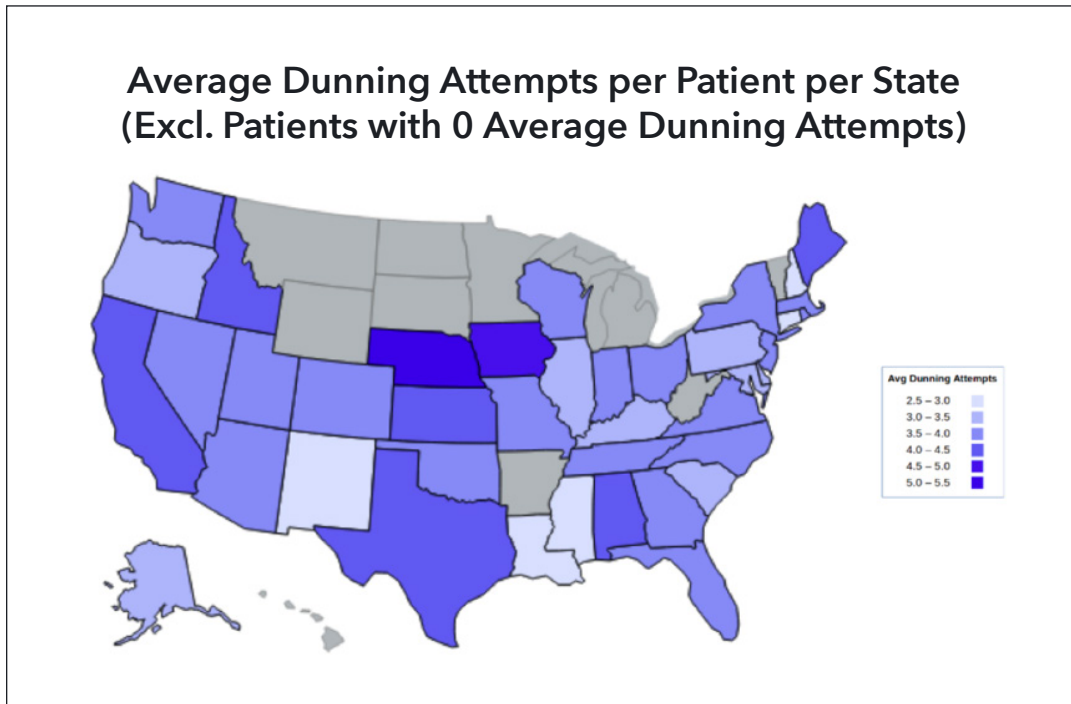 Average Dunning Attempts per Patient per State
(Excl. Patients with 0 Average Dunning Attempts)
Avg Dunning Attempts
2.5 – 3.0
3.0 – 3.5
3.5 – 4.0
4.0 – 4.5
4.5 – 5.0
5.0 – 5.5